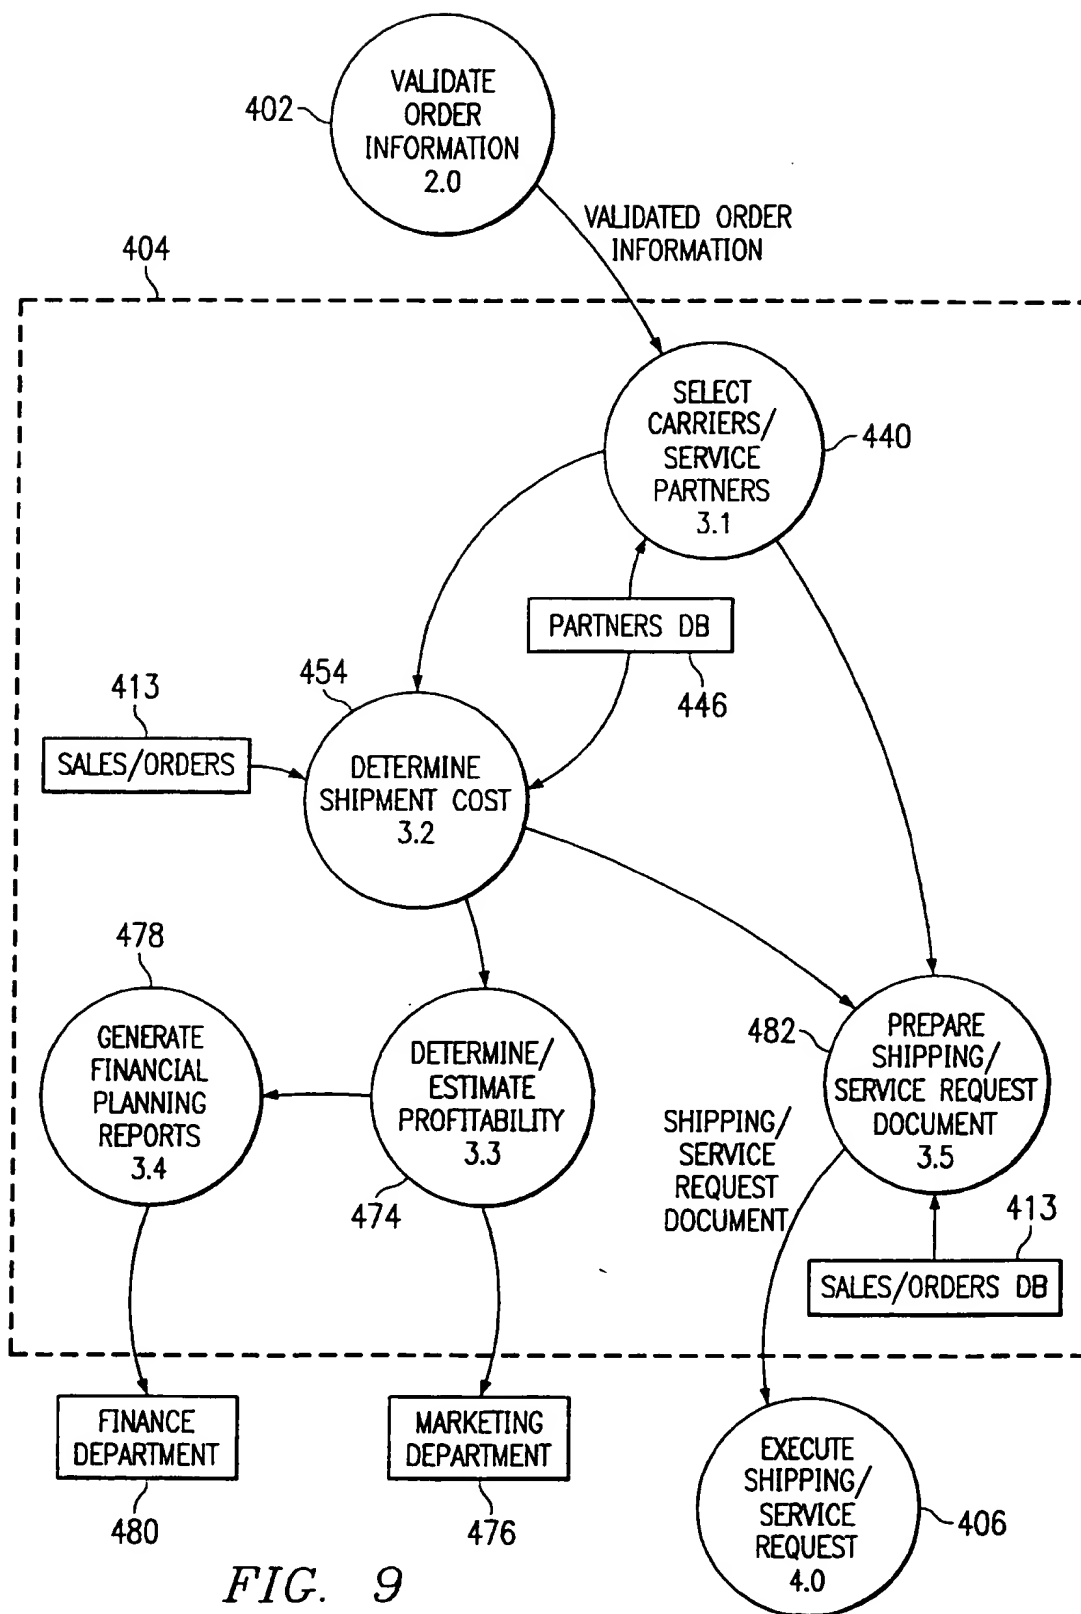 VALIDATE
ORDER
INFORMATION
2.0
402
VALIDATED ORDER
INFORMATION
404
SELECT
CARRIERS/
SERVICE
PARTNERS
3.1
440
PARTNERS DB
446
454
413
SALES/ORDERS
DETERMINE
SHIPMENT COST
3.2
478
GENERATE
FINANCIAL
PLANNING
REPORTS
3.4
DETERMINE/
ESTIMATE
PROFITABILITY
3.3
474
482
PREPARE
SHIPPING/
SERVICE REQUEST
DOCUMENT
3.5
SHIPPING/
SERVICE
REQUEST
DOCUMENT
413
SALES/ORDERS DB
FINANCE
DEPARTMENT
480
MARKETING
DEPARTMENT
476
EXECUTE
SHIPPING/
SERVICE
REQUEST
4.0
406
FIG. 9